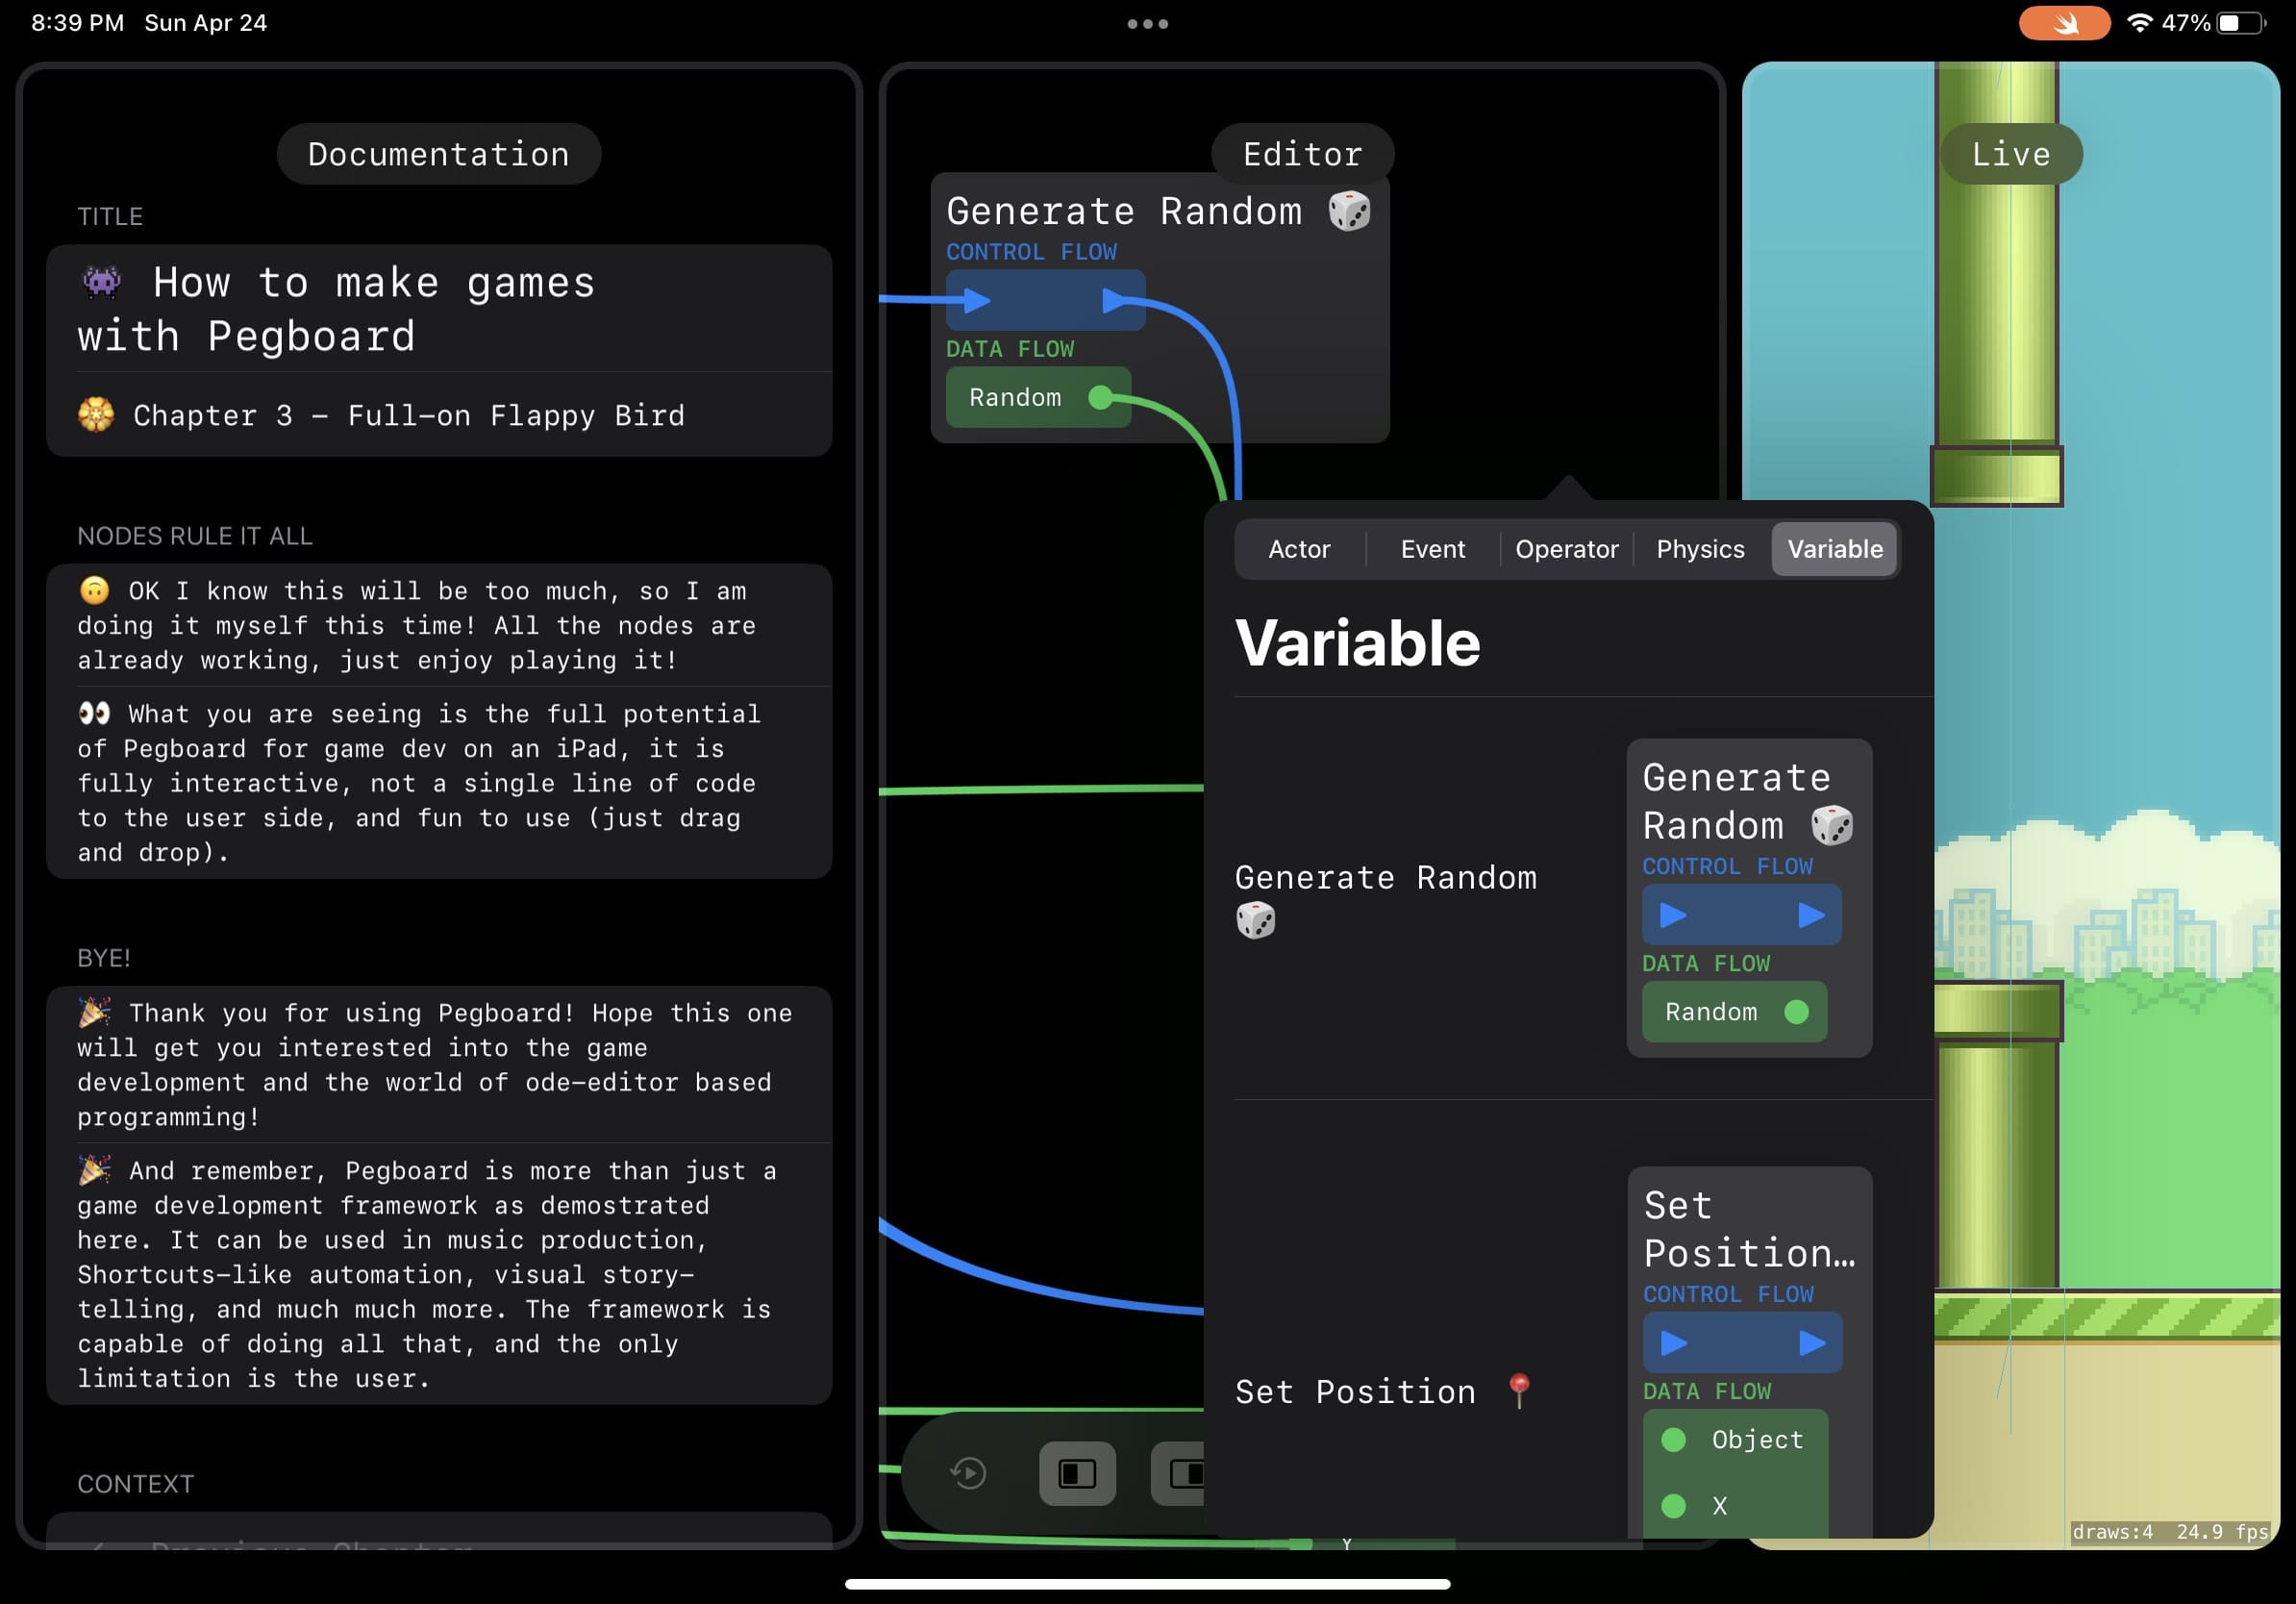 8:39 PM Sun Apr 24
47%
Documentation
TITLE
👾 How to make games
with Pegboard
🏵️ Chapter 3 – Full–on Flappy Bird
NODES RULE IT ALL
🙃 OK I know this will be too much, so I am
doing it myself this time! All the nodes are
already working, just enjoy playing it!
👀 What you are seeing is the full potential
of Pegboard for game dev on an iPad, it is
fully interactive, not a single line of code
to the user side, and fun to use (just drag
and drop).
BYE!
🎉 Thank you for using Pegboard! Hope this one
will get you interested into the game
development and the world of ode–editor based
programming!
🎉 And remember, Pegboard is more than just a
game development framework as demostrated
here. It can be used in music production,
Shortcuts–like automation, visual story–
telling, and much much more. The framework is
capable of doing all that, and the only
limitation is the user.
CONTEXT
Previous Chapter
Editor
Generate Random 🎲
CONTROL FLOW
DATA FLOW
Random
Actor
Event
Operator
Physics
Variable
Variable
Generate Random
🎲
Generate
Random 🎲
CONTROL FLOW
DATA FLOW
Random
Set Position 📍
Set
Position…
CONTROL FLOW
DATA FLOW
Object
X
Y
Live
draws:4 24.9 fps